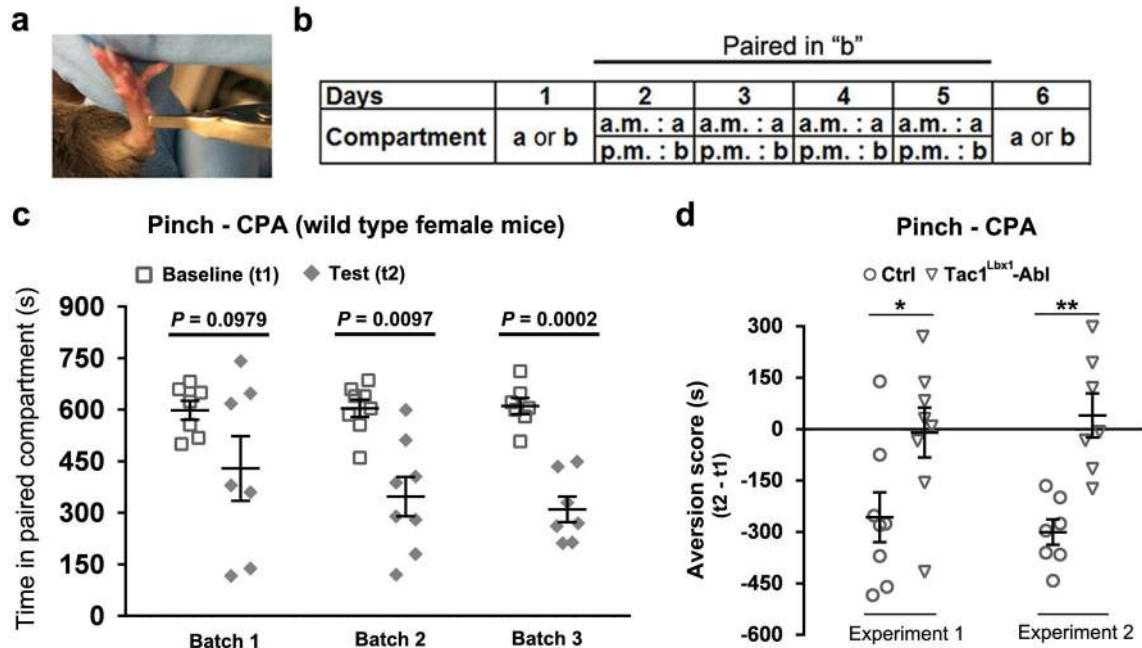 a
b
Paired in “b”
Days 1 2 3 4 5 6
Compartment a or b a.m. : a a.m. : a a.m. : a a.m. : a a or b
p.m. : b p.m. : b p.m. : b p.m. : b
c
Pinch - CPA (wild type female mice)
Baseline (t1) Test (t2)
Time in paired compartment (s)
900
750
600
450
300
150
0
P = 0.0979 P = 0.0097 P = 0.0002
Batch 1 Batch 2 Batch 3
d
Pinch - CPA
Ctrl Tac1Lbx1-Abl
Aversion score (s)
(t2 - t1)
300
150
0
-150
-300
-450
-600
* **
Experiment 1 Experiment 2